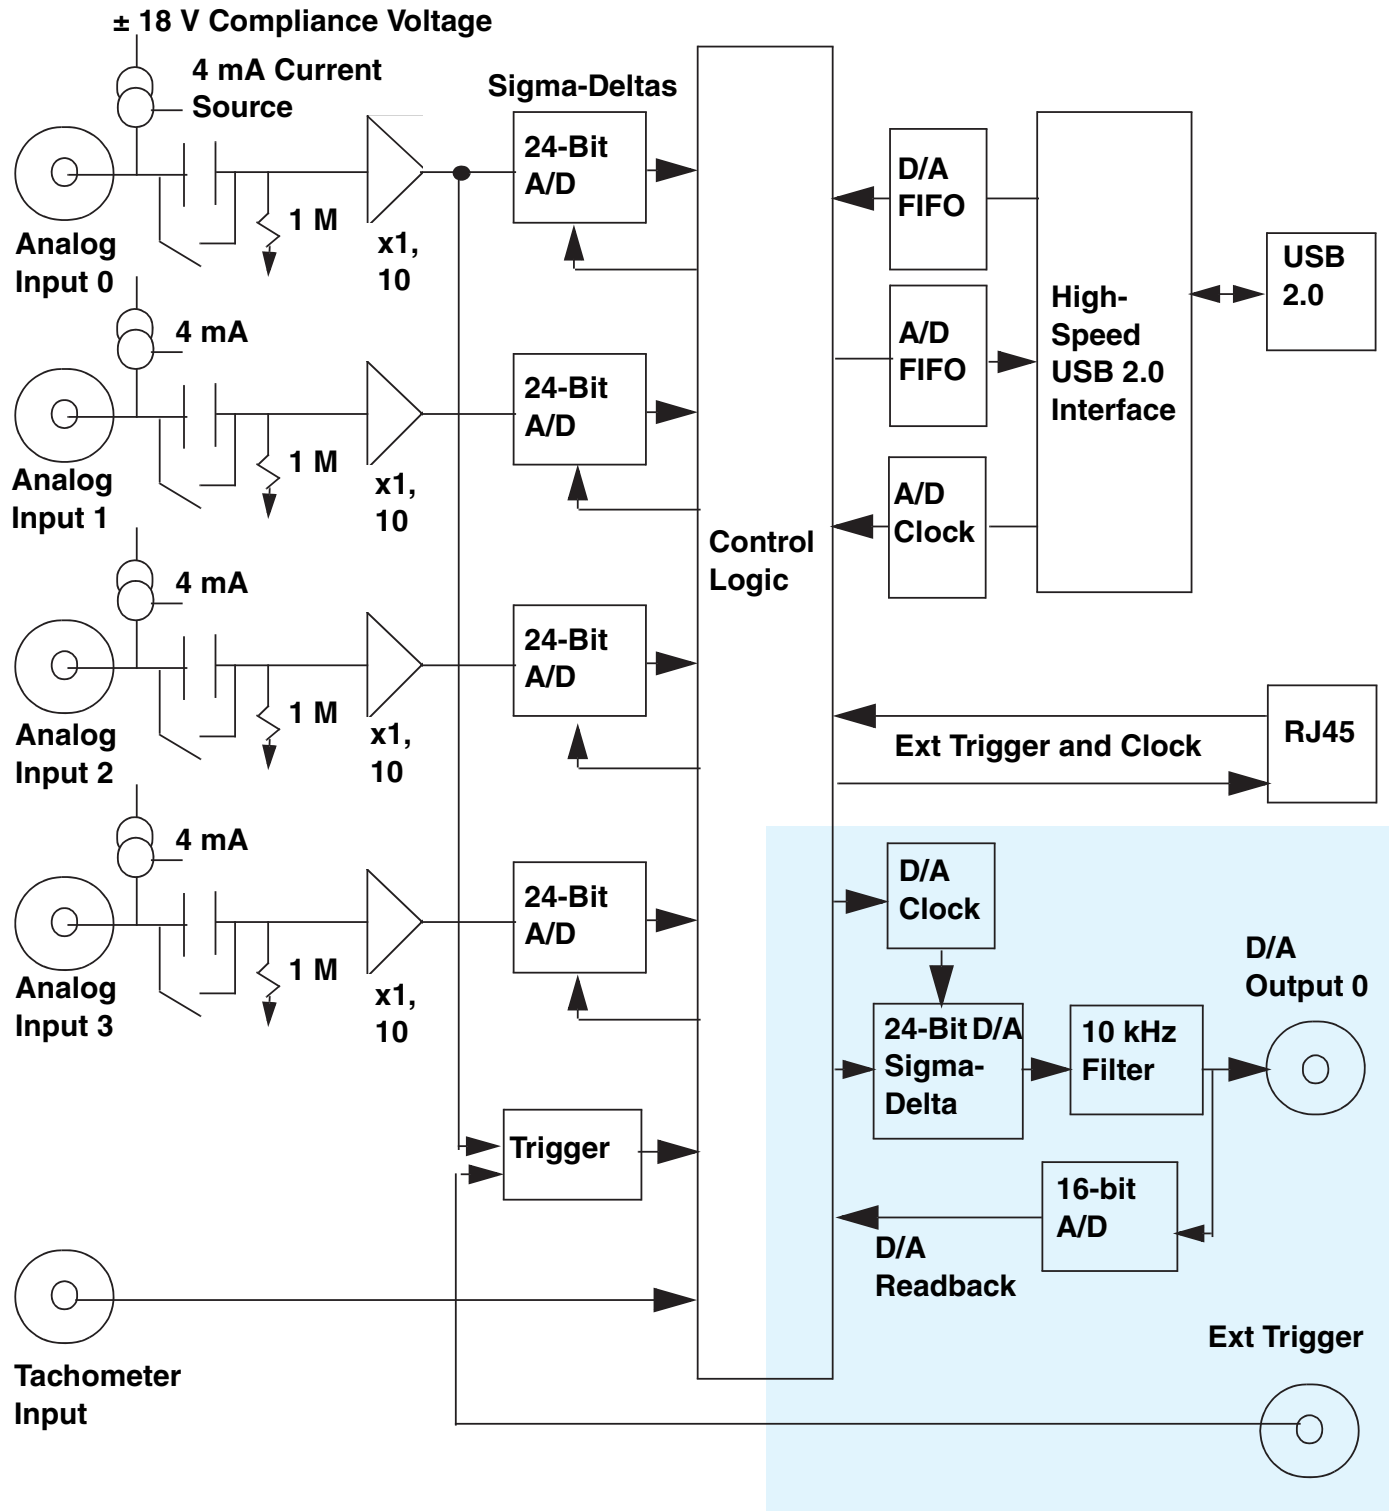 ± 18 V Compliance Voltage
4 mA Current
Source
Sigma-Deltas
24-Bit
A/D
1 M
x1,
10
Analog
Input 0
4 mA
24-Bit
A/D
1 M
x1,
10
Analog
Input 1
4 mA
24-Bit
A/D
1 M
x1,
10
Analog
Input 2
4 mA
24-Bit
A/D
1 M
x1,
10
Analog
Input 3
Trigger
Tachometer
Input
Control
Logic
D/A
FIFO
A/D
FIFO
A/D
Clock
High-
Speed
USB 2.0
Interface
USB
2.0
RJ45
Ext Trigger and Clock
D/A
Clock
D/A
Output 0
24-Bit D/A
Sigma-
Delta
10 kHz
Filter
16-bit
A/D
D/A
Readback
Ext Trigger